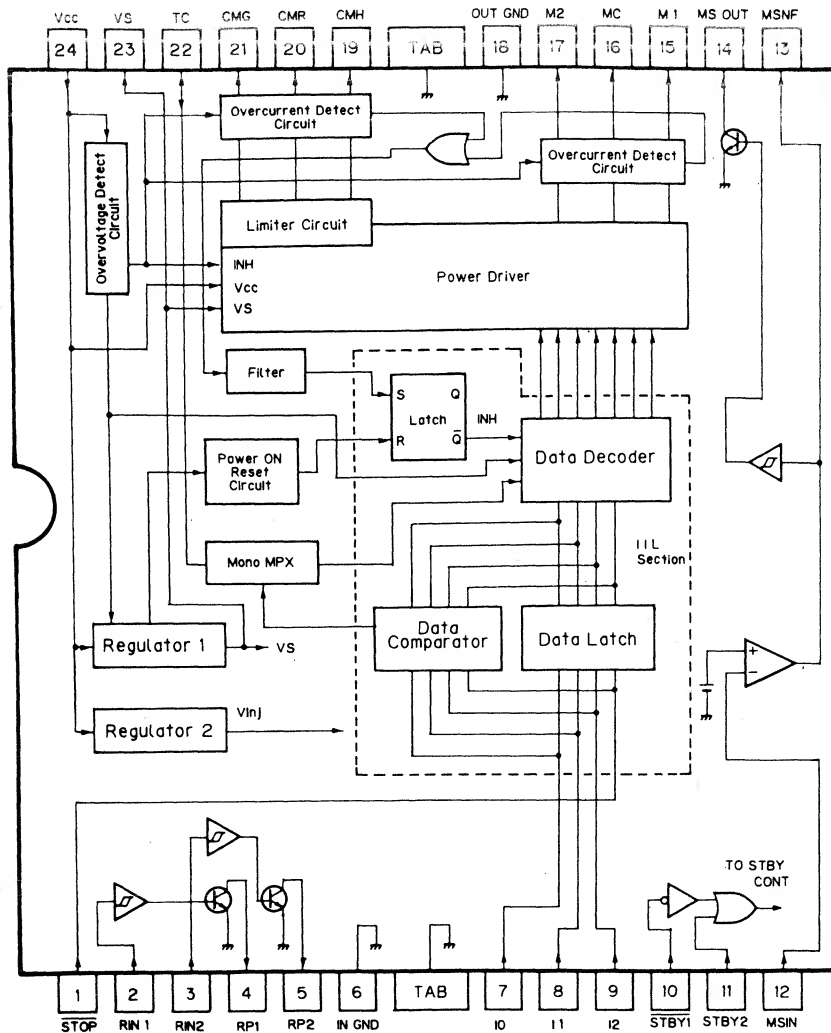 Vcc VS TC CMG CMR CMH OUT GND M2 MC M1 MS OUT MSNF
24 23 22 21 20 19 TAB 18 17 16 15 14 13
Overcurrent Detect
Circuit
Overcurrent Detect
Circuit
Overvoltage Detect
Circuit
Limiter Circuit
INH
Vcc
VS
Power Driver
Filter
S Q
Latch
R Q̅
INH
Power ON
Reset
Circuit
Data Decoder
Mono MPX
IIL
Section
Data
Comparator
Data Latch
Regulator 1
VS
Regulator 2
VInj
+
−
TO STBY
CONT
1 2 3 4 5 6 TAB 7 8 9 10 11 12
S̅T̅O̅P̅ RIN 1 RIN2 RP1 RP2 IN GND I0 I1 I2 S̅T̅B̅Y̅1̅ STBY2 MSIN